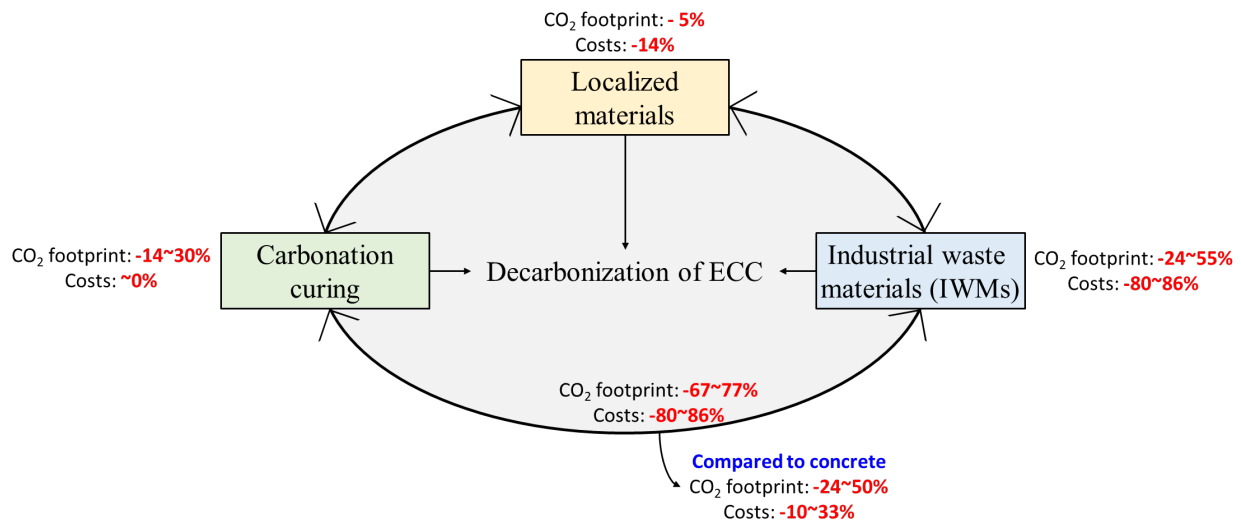 CO₂ footprint: - 5%
Costs: -14%
Localized
materials
CO₂ footprint: -14~30%
Costs: ~0%
Carbonation
curing
Decarbonization of ECC
Industrial waste
materials (IWMs)
CO₂ footprint: -24~55%
Costs: -80~86%
CO₂ footprint: -67~77%
Costs: -80~86%
Compared to concrete
CO₂ footprint: -24~50%
Costs: -10~33%